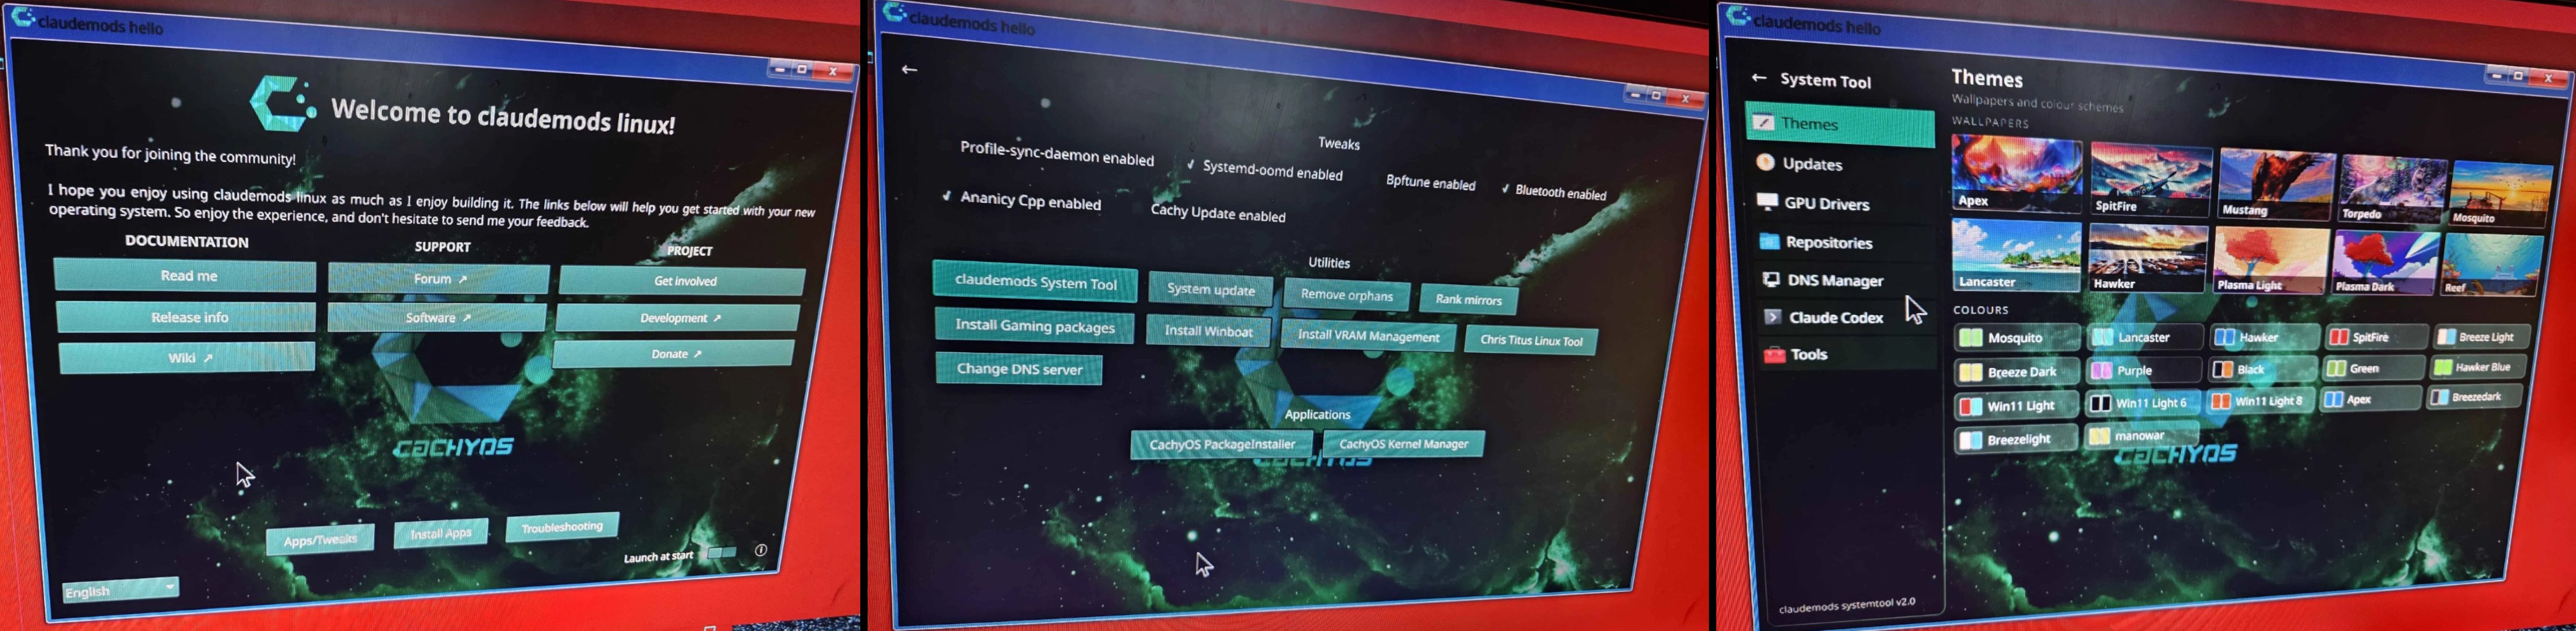 claudemods hello
Welcome to claudemods linux!
Thank you for joining the community!
I hope you enjoy using claudemods linux as much as I enjoy building it. The links below will help you get started with your new
operating system. So enjoy the experience, and don't hesitate to send me your feedback.
DOCUMENTATION SUPPORT PROJECT
Read me Forum ↗ Get involved
Release info Software ↗ Development ↗
Wiki ↗ Donate ↗
CACHYOS
Apps/Tweaks Install Apps Troubleshooting
Launch at start
English
claudemods hello
←
Tweaks
Profile-sync-daemon enabled ✓ Systemd-oomd enabled Bpftune enabled ✓ Bluetooth enabled
✓ Ananicy Cpp enabled Cachy Update enabled
Utilities
claudemods System Tool System update Remove orphans Rank mirrors
Install Gaming packages Install Winboat Install VRAM Management Chris Titus Linux Tool
Change DNS server
Applications
CachyOS PackageInstaller CachyOS Kernel Manager
CACHYOS
claudemods hello
← System Tool
Themes
Updates
GPU Drivers
Repositories
DNS Manager
Claude Codex
Tools
claudemods systemtool v2.0
Themes
Wallpapers and colour schemes
WALLPAPERS
Apex SpitFire Mustang Torpedo Mosquito
Lancaster Hawker Plasma Light Plasma Dark Reef
COLOURS
Mosquito Lancaster Hawker SpitFire Breeze Light
Breeze Dark Purple Black Green Hawker Blue
Win11 Light Win11 Light 6 Win11 Light 8 Apex Breezedark
Breezelight manowar
CACHYOS